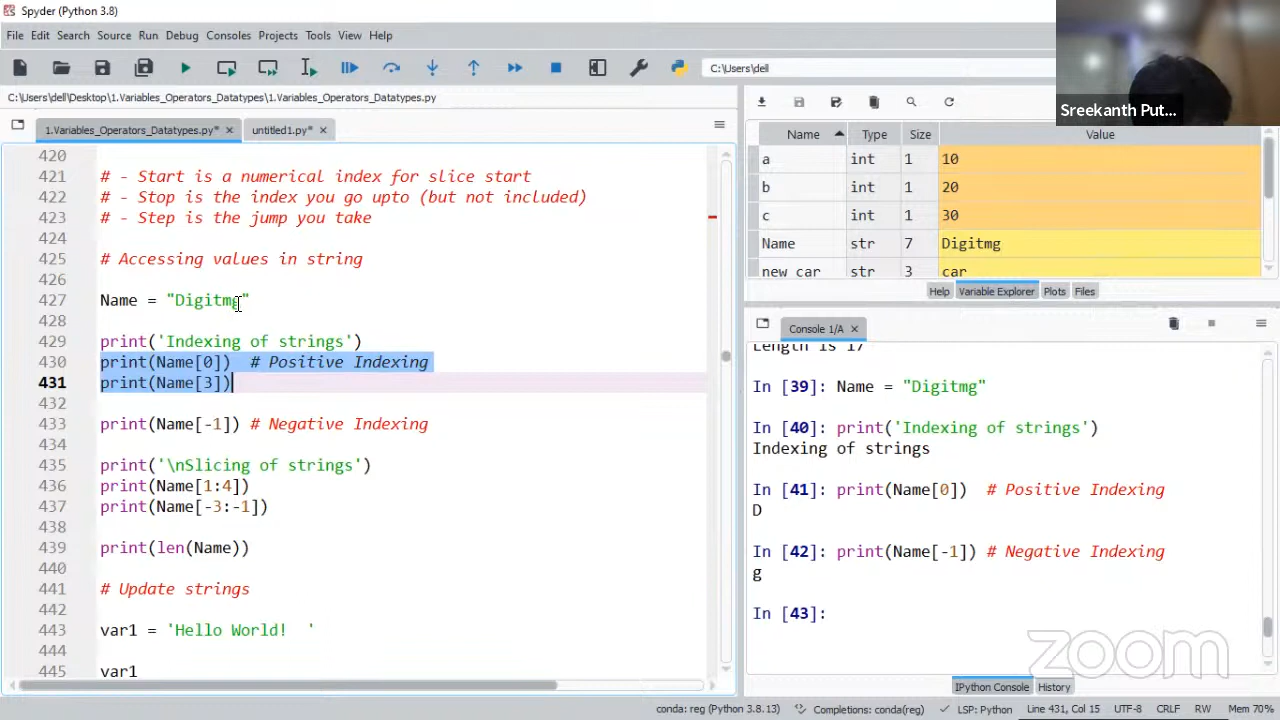 Spyder (Python 3.8)
File Edit Search Source Run Debug Consoles Projects Tools View Help
C:\Users\dell
C:\Users\dell\Desktop\1.Variables_Operators_Datatypes\1.Variables_Operators_Datatypes.py
1.Variables_Operators_Datatypes.py*
untitled1.py*
420
421 # - Start is a numerical index for slice start
422 # - Stop is the index you go upto (but not included)
423 # - Step is the jump you take
424
425 # Accessing values in string
426
427 Name = "Digitmg"
428
429 print('Indexing of strings')
430 print(Name[0])  # Positive Indexing
431 print(Name[3])
432
433 print(Name[-1]) # Negative Indexing
434
435 print('\nSlicing of strings')
436 print(Name[1:4])
437 print(Name[-3:-1])
438
439 print(len(Name))
440
441 # Update strings
442
443 var1 = 'Hello World!  '
444
445 var1
Sreekanth Put...
Name Type Size Value
a int 1 10
b int 1 20
c int 1 30
Name str 7 Digitmg
new_car str 3 car
Help Variable Explorer Plots Files
Console 1/A
Length is 17
In [39]: Name = "Digitmg"
In [40]: print('Indexing of strings')
Indexing of strings
In [41]: print(Name[0])  # Positive Indexing
D
In [42]: print(Name[-1]) # Negative Indexing
g
In [43]:
zoom
IPython Console History
conda: reg (Python 3.8.13) Completions: conda(reg) LSP: Python Line 431, Col 15 UTF-8 CRLF RW Mem 70%